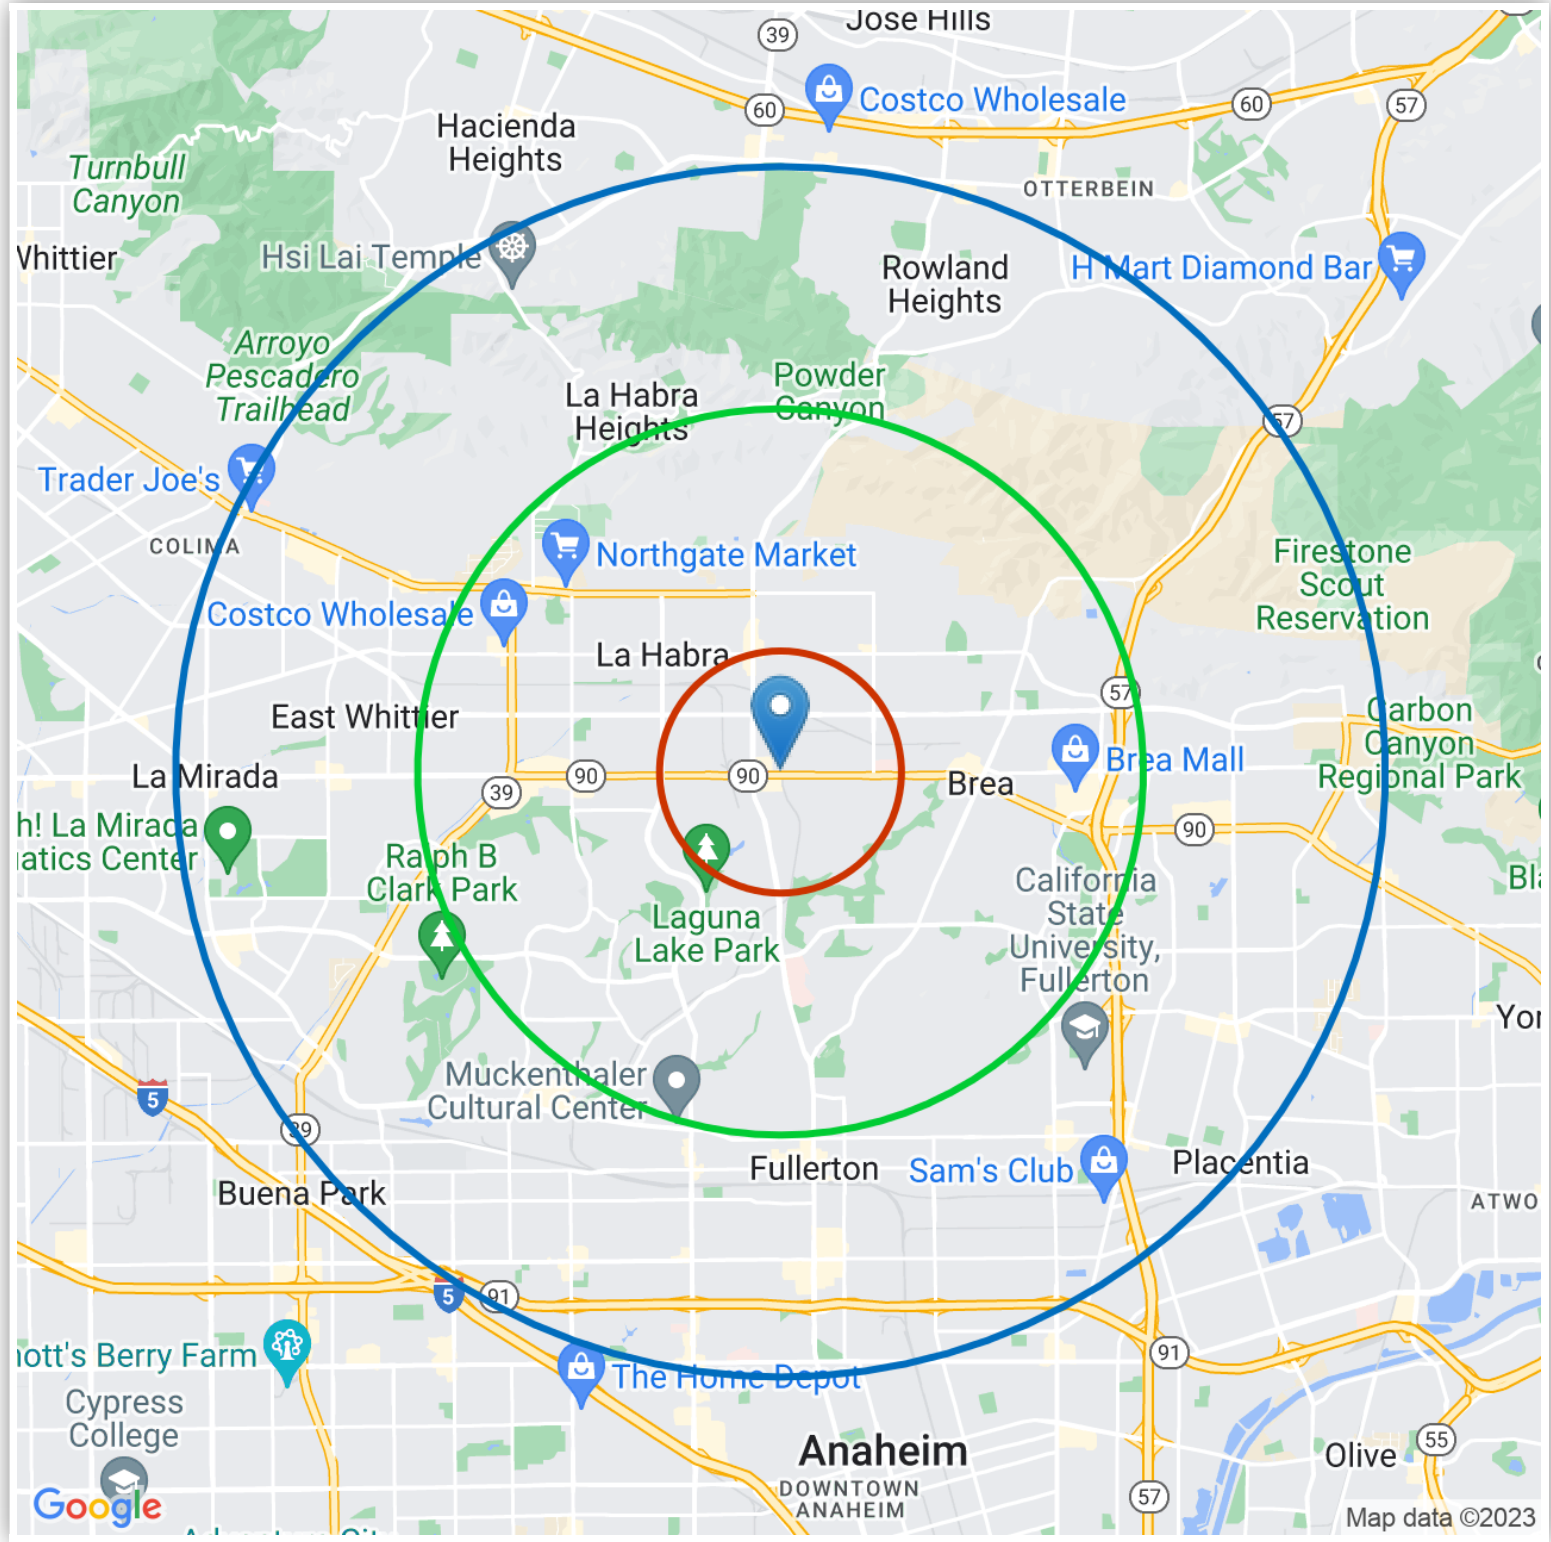 Jose Hills
39
Costco Wholesale
60
60
57
Hacienda
Heights
Turnbull
Canyon
OTTERBEIN
Whittier
Hsi Lai Temple
Rowland
Heights
H Mart Diamond Bar
Arroyo
Pescadero
Trailhead
La Habra
Heights
Powder
Canyon
57
Trader Joe's
COLIMA
Northgate Market
Firestone
Scout
Reservation
Costco Wholesale
La Habra
57
East Whittier
Carbon
Canyon
Regional Park
La Mirada
39
90
90
Brea
Brea Mall
90
h! La Mirada
uatics Center
Ralph B
Clark Park
Laguna
Lake Park
California
State
University,
Fullerton
Bla
Yor
5
Muckenthaler
Cultural Center
39
Fullerton
Sam's Club
Placentia
Buena Park
ATWO
5
91
nott's Berry Farm
The Home Depot
91
Cypress
College
Anaheim
DOWNTOWN
ANAHEIM
Olive
55
57
Google
Map data ©2023